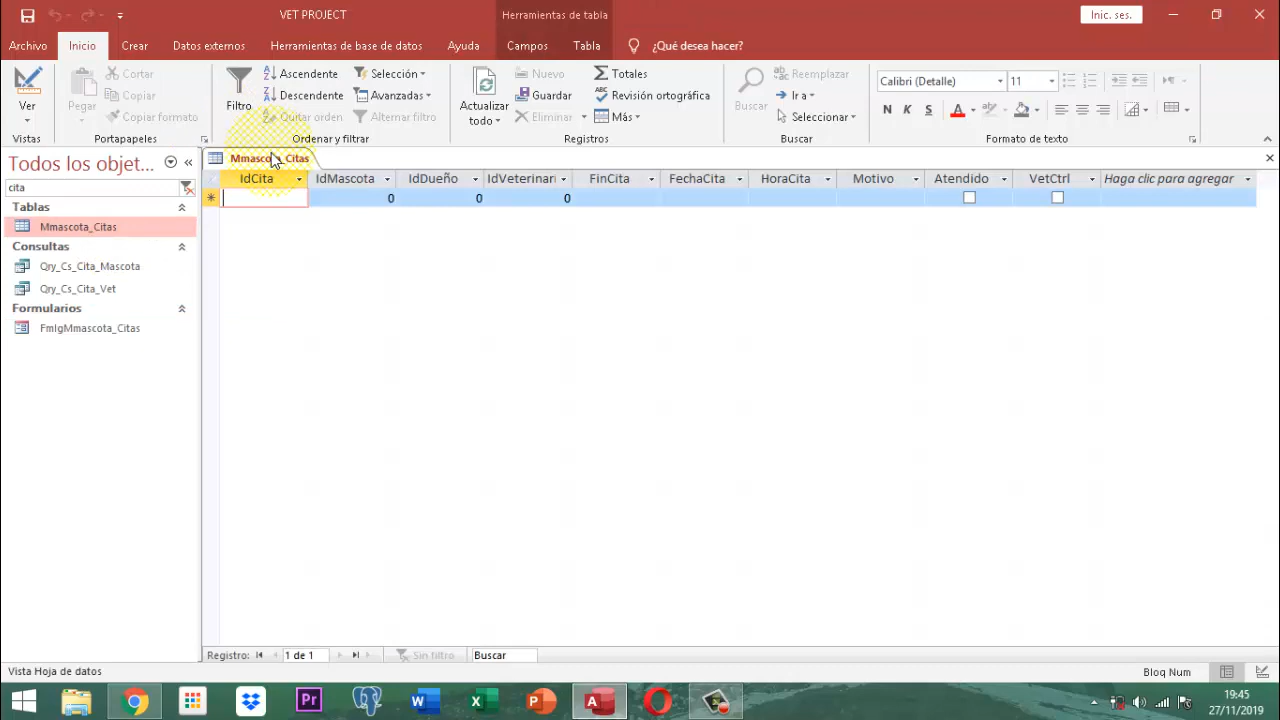 VET PROJECT
Herramientas de tabla
Inic. ses.
Archivo
Inicio
Crear
Datos externos
Herramientas de base de datos
Ayuda
Campos
Tabla
¿Qué desea hacer?
Ver
Vistas
Pegar
Cortar
Copiar
Copiar formato
Portapapeles
Filtro
Ascendente
Descendente
Quitar orden
Selección
Avanzadas
Alternar filtro
Ordenar y filtrar
Actualizar
todo
Nuevo
Guardar
Eliminar
Totales
Revisión ortográfica
Más
Registros
Buscar
Reemplazar
Ir a
Seleccionar
Buscar
Calibri (Detalle)
11
N K S
A
Formato de texto
Todos los objet...
cita
Tablas
Mmascota_Citas
Consultas
Qry_Cs_Cita_Mascota
Qry_Cs_Cita_Vet
Formularios
FmIgMmascota_Citas
Mmascota_Citas
IdCita IdMascota IdDueño IdVeterinari FinCita FechaCita HoraCita Motivo Atendido VetCtrl Haga clic para agregar
0 0 0
Registro: 1 de 1 Sin filtro Buscar
Vista Hoja de datos
Bloq Num
Pr
19:45
27/11/2019